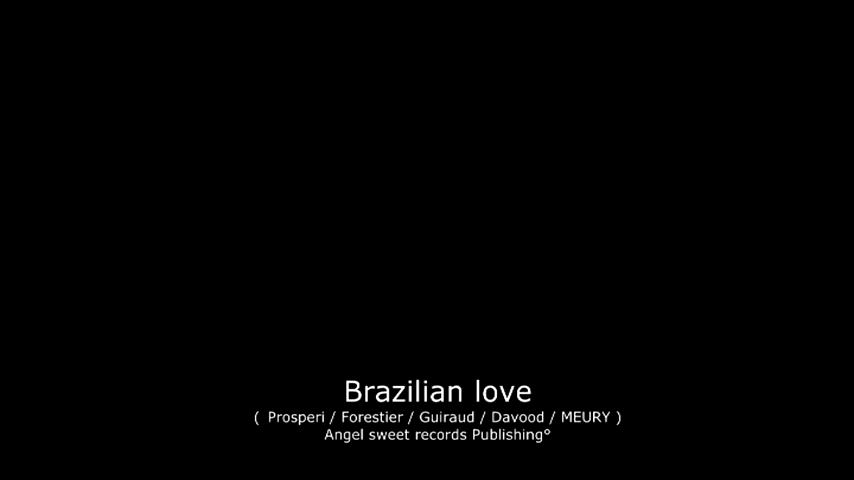 Brazilian love
( Prosperi / Forestier / Guiraud / Davood / MEURY )
Angel sweet records Publishing°